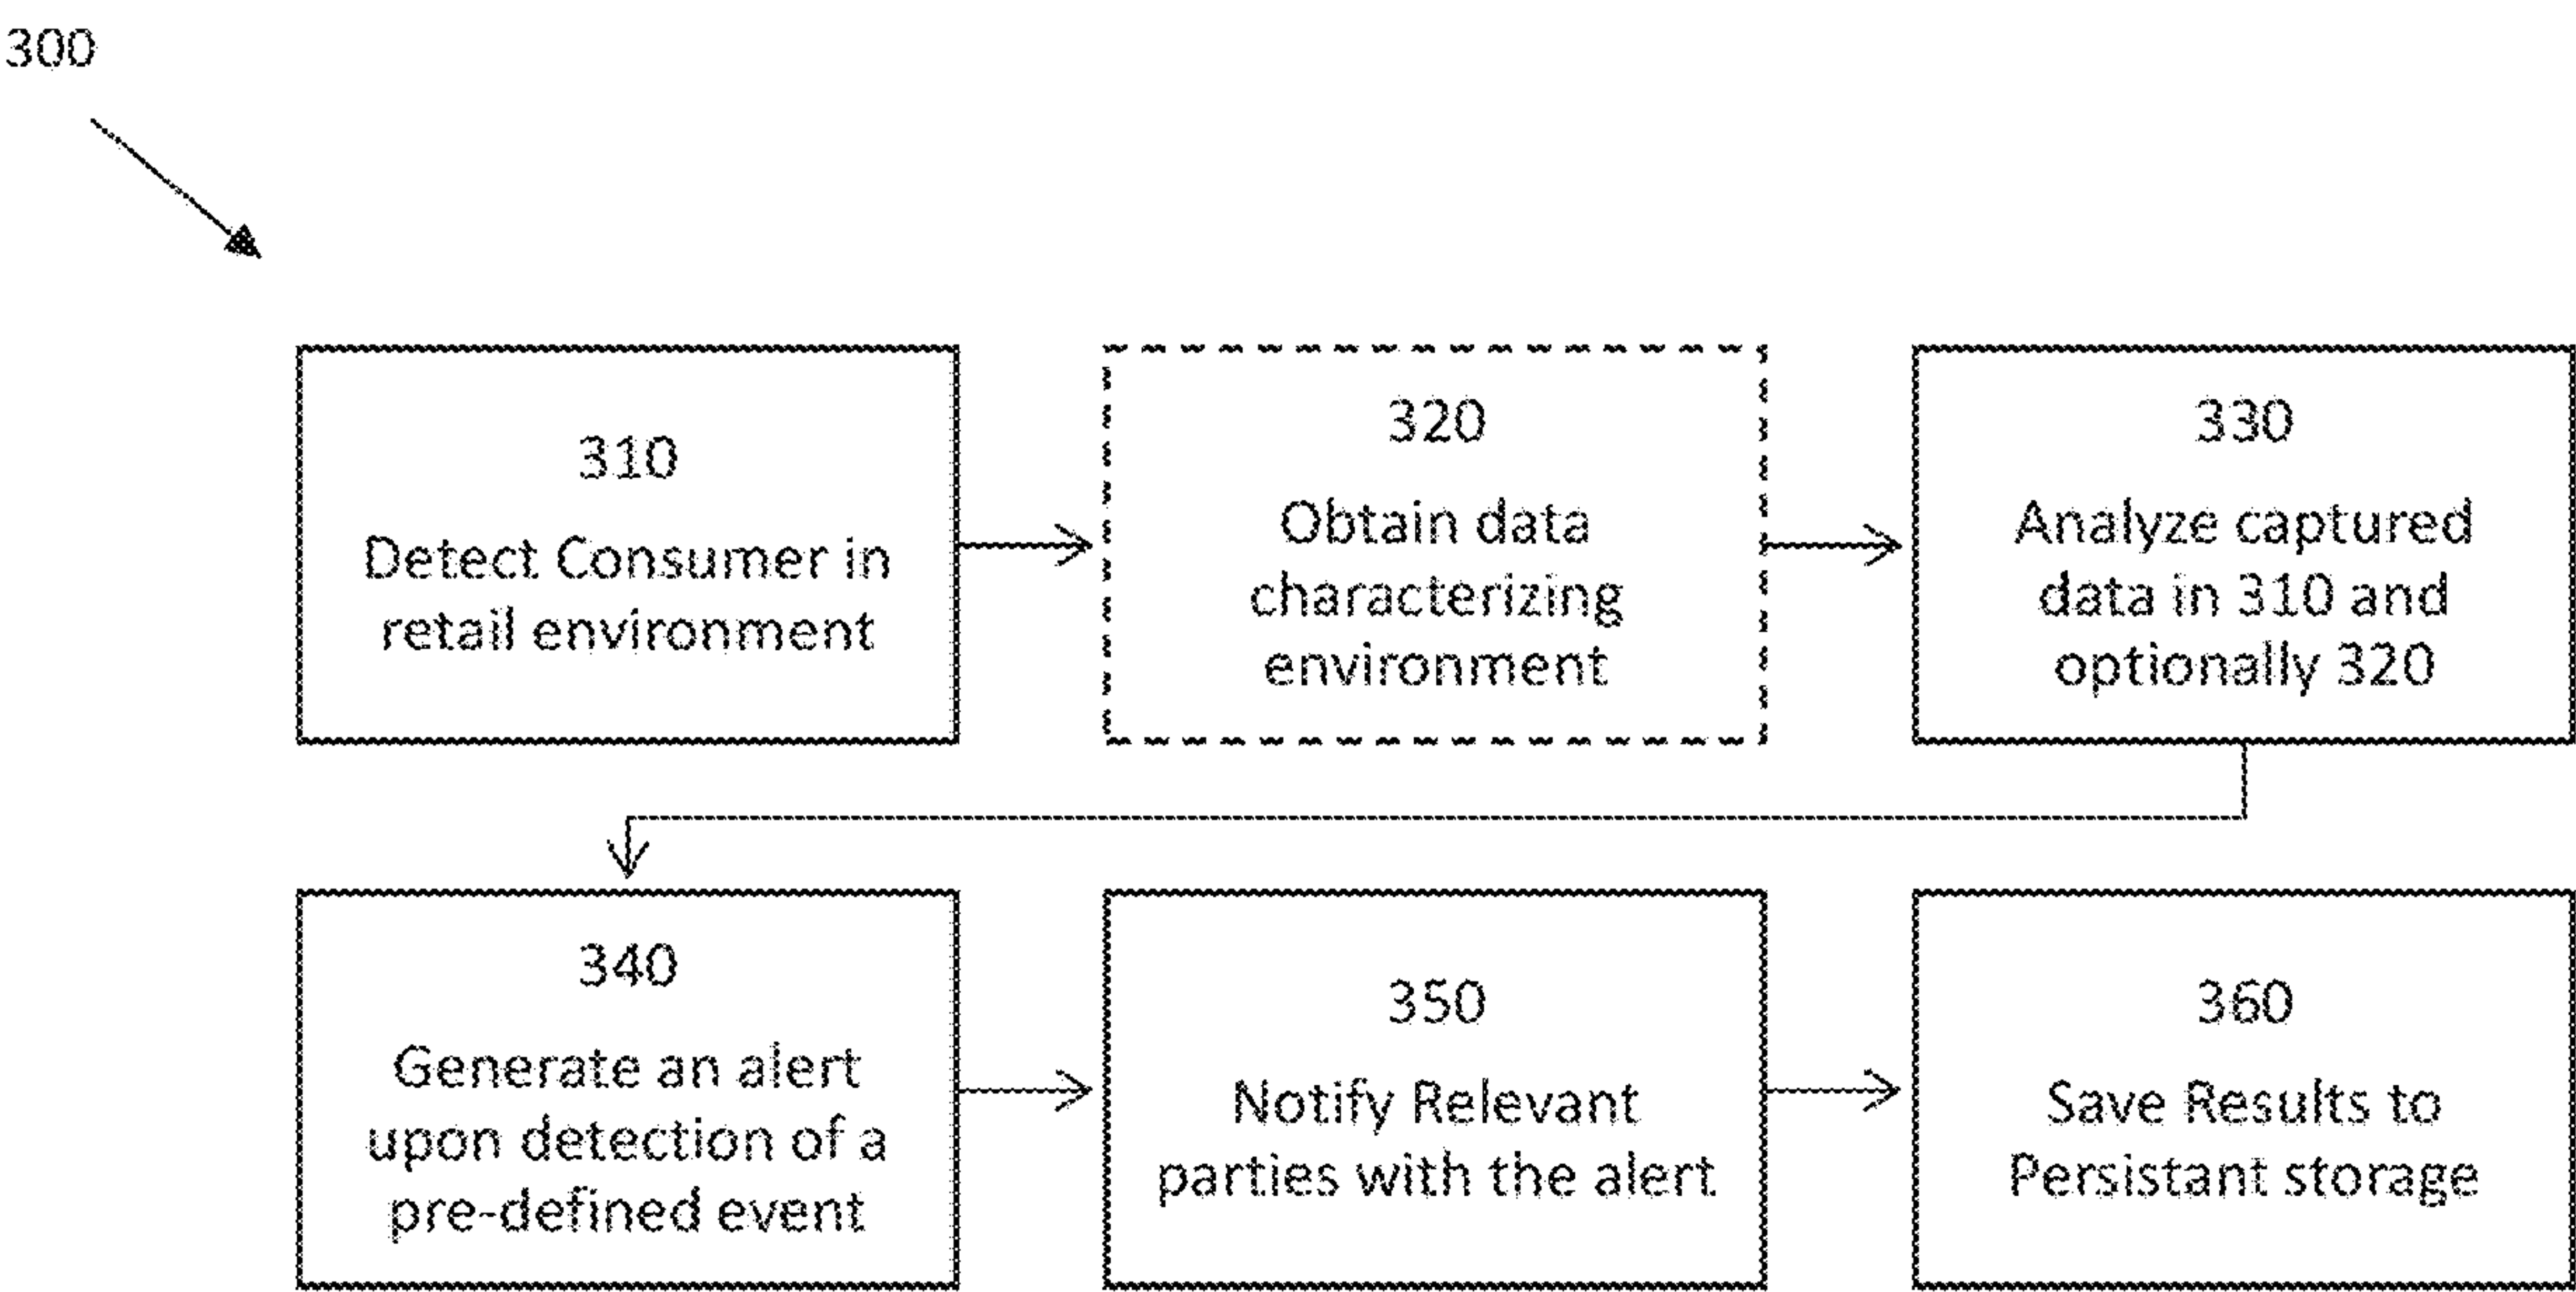 300
310
Detect Consumer in
retail environment
320
Obtain data
characterizing
environment
330
Analyze captured
data in 310 and
optionally 320
340
Generate an alert
upon detection of a
pre-defined event
350
Notify Relevant
parties with the alert
360
Save Results to
Persistant storage